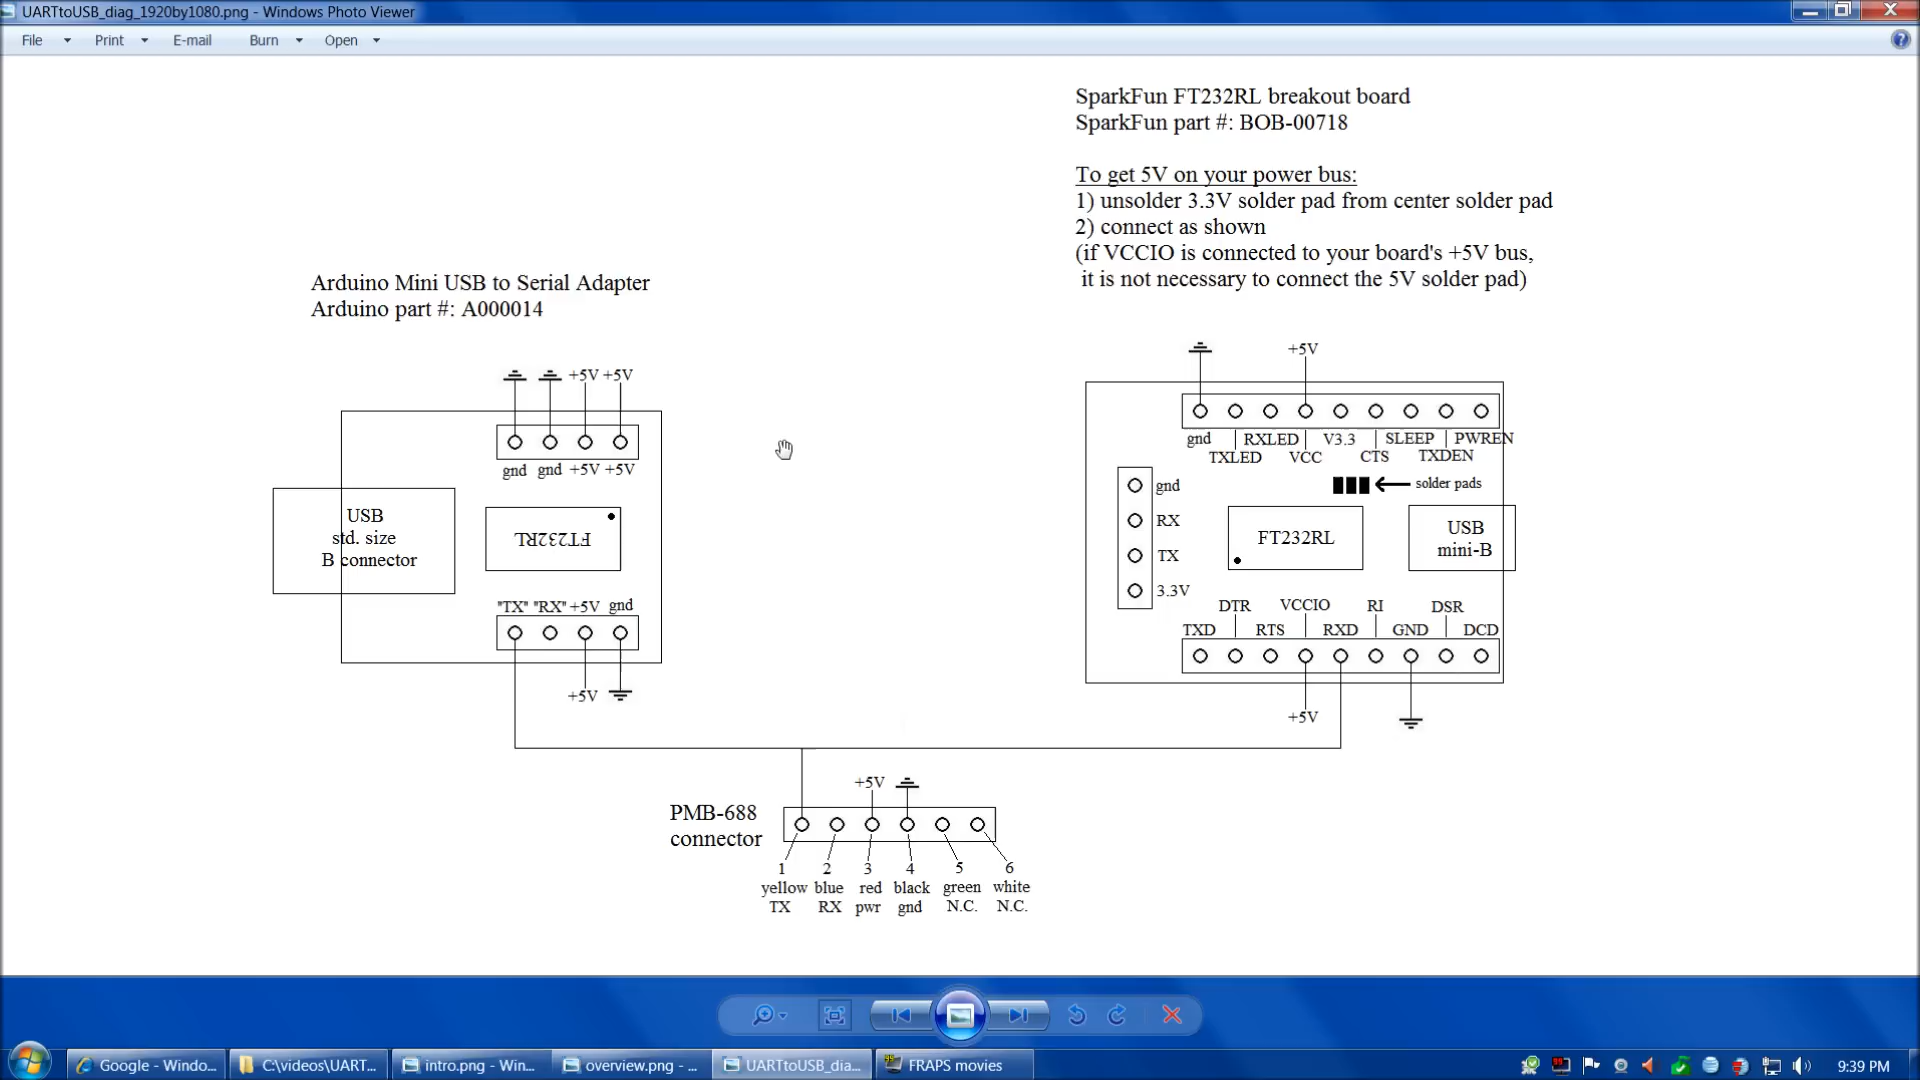 UARTtoUSB_diag_1920by1080.png - Windows Photo Viewer
File Print E-mail Burn Open
SparkFun FT232RL breakout board
SparkFun part #: BOB-00718
To get 5V on your power bus:
1) unsolder 3.3V solder pad from center solder pad
2) connect as shown
(if VCCIO is connected to your board's +5V bus,
it is not necessary to connect the 5V solder pad)
Arduino Mini USB to Serial Adapter
Arduino part #: A000014
+5V +5V
gnd gnd +5V +5V
USB
std. size
B connector
FT232RL
"TX" "RX" +5V gnd
+5V
+5V
gnd RXLED V3.3 SLEEP PWREN
TXLED VCC CTS TXDEN
solder pads
gnd
RX
TX
3.3V
FT232RL
USB
mini-B
DTR VCCIO RI DSR
TXD RTS RXD GND DCD
+5V
PMB-688
connector
+5V
1 2 3 4 5 6
yellow blue red black green white
TX RX pwr gnd N.C. N.C.
Google - Windo...
C:\videos\UART...
intro.png - Win...
overview.png - ...
UARTtoUSB_dia...
FRAPS movies
9:39 PM